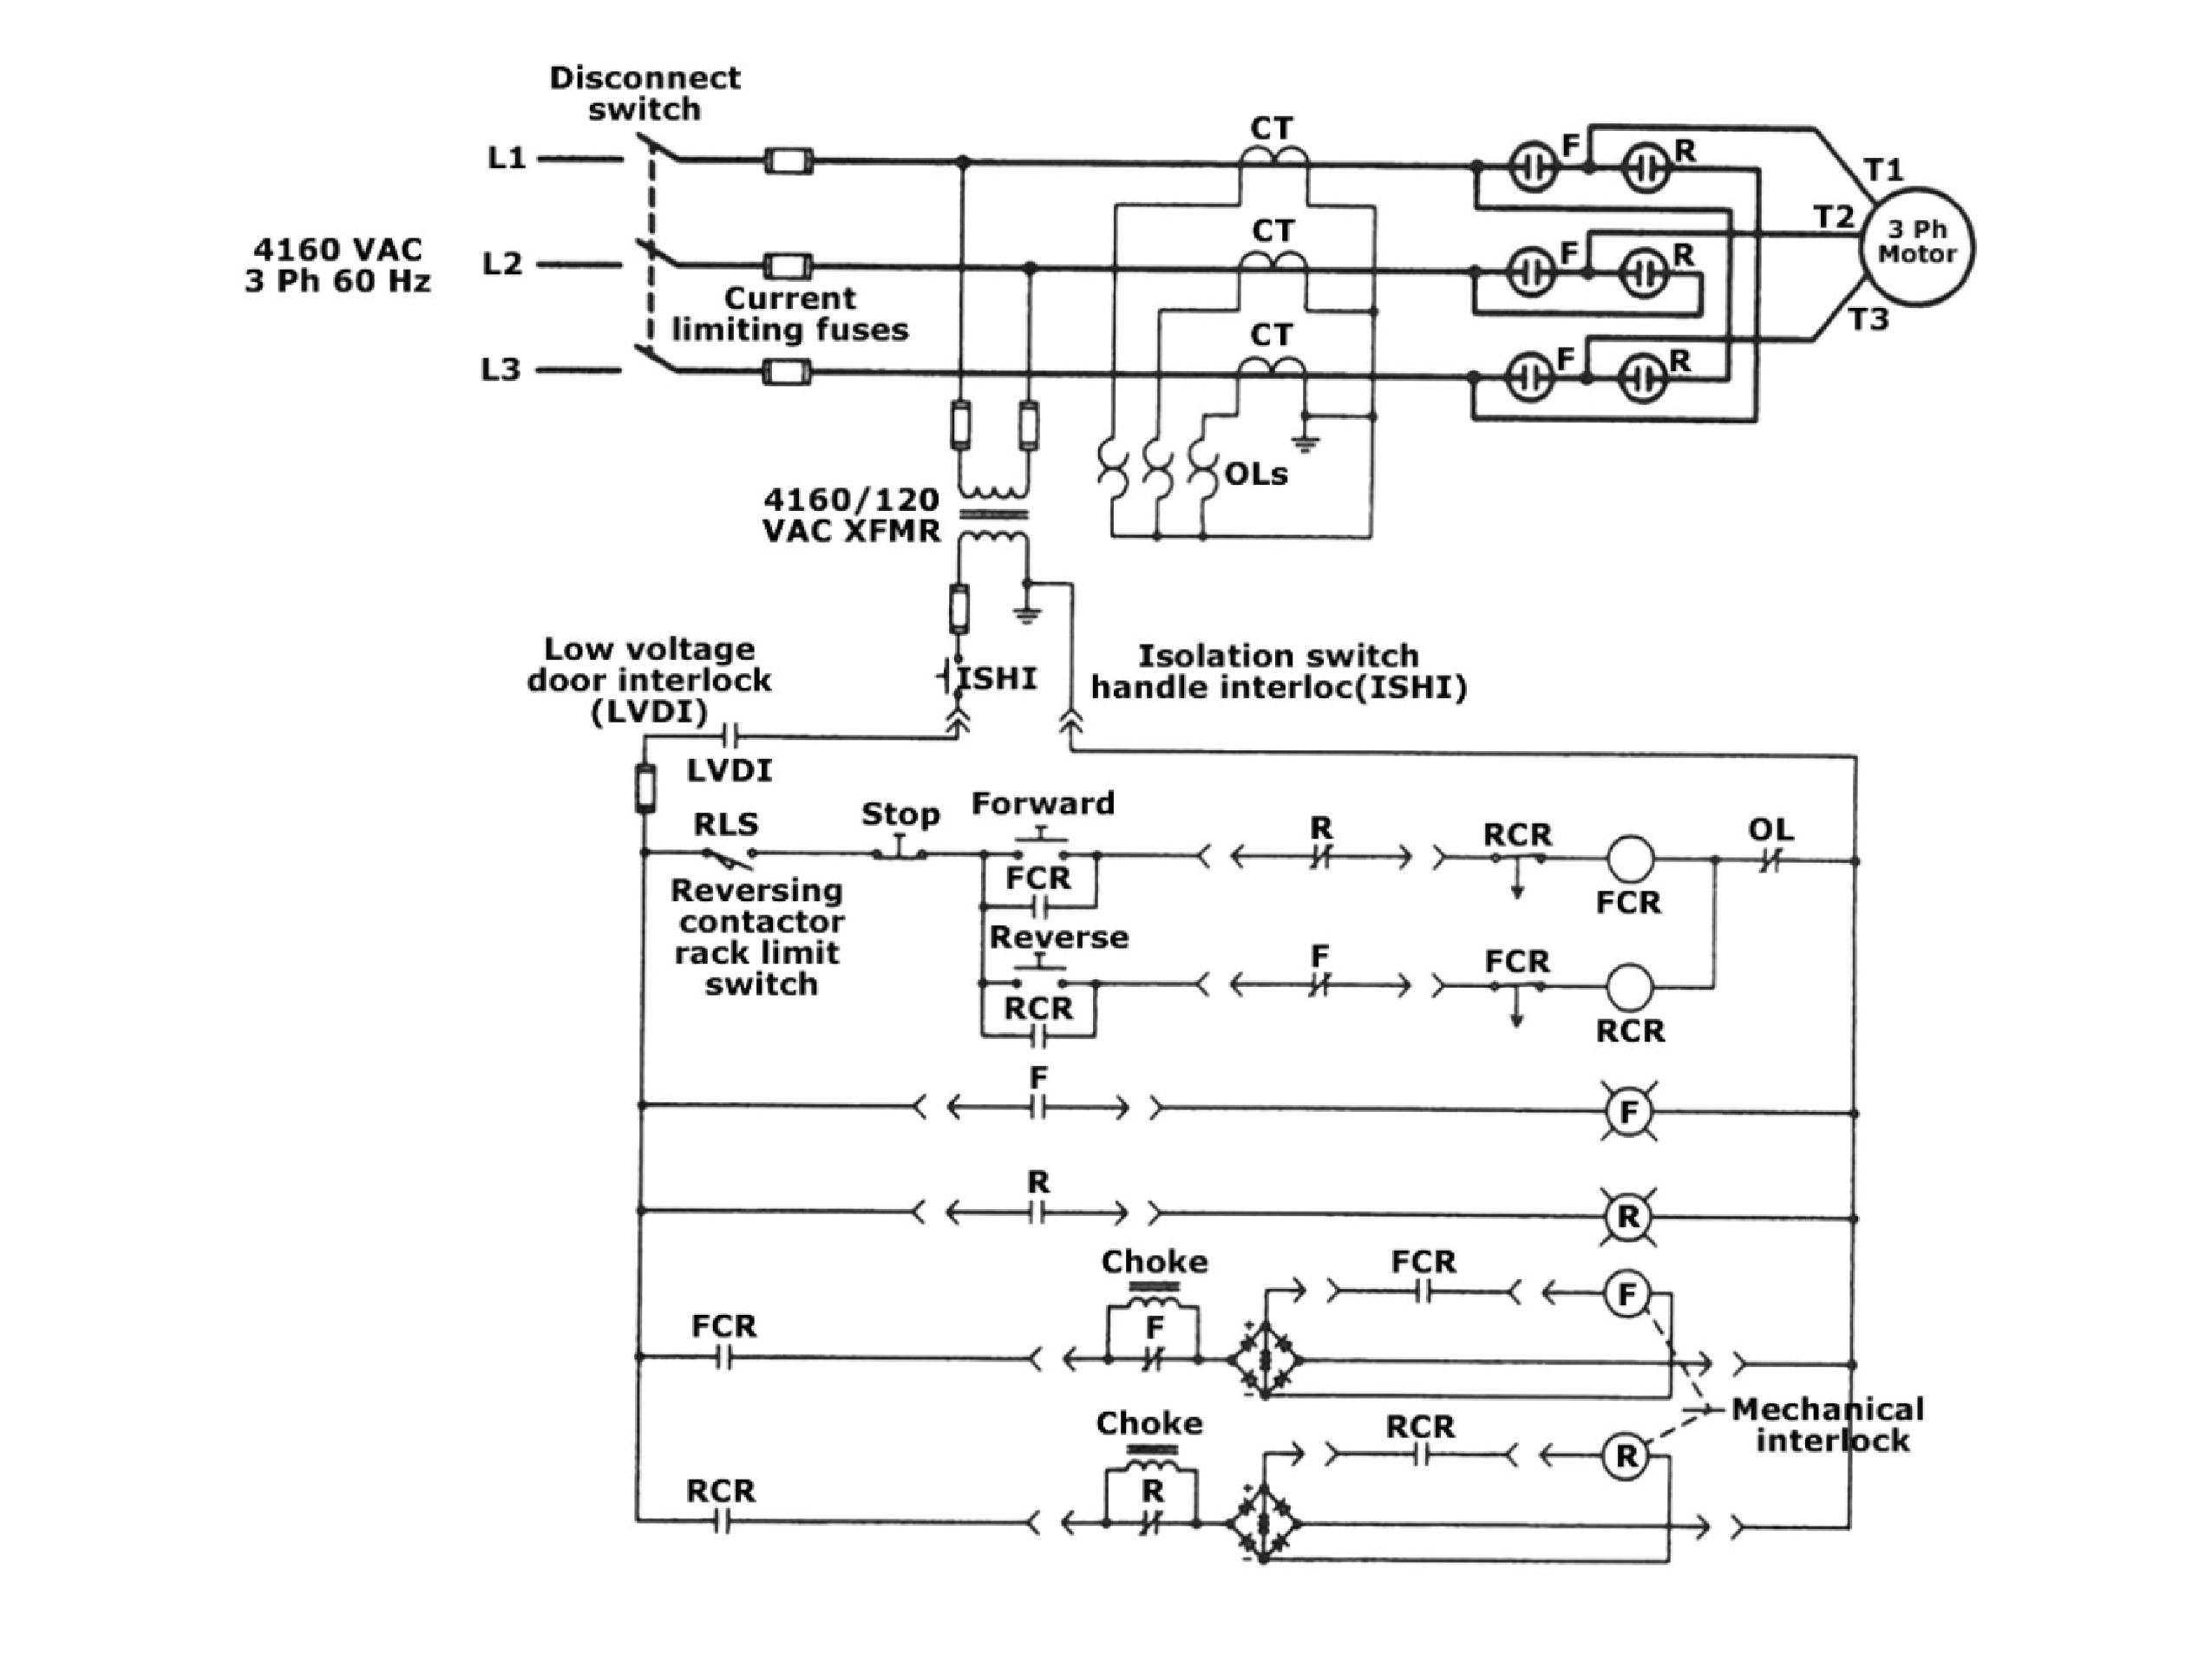 Disconnect
switch
L1
L2
L3
4160 VAC
3 Ph 60 Hz
Current
limiting fuses
CT
CT
CT
F
R
F
R
F
R
T1
T2
T3
3 Ph
Motor
OLs
4160/120
VAC XFMR
ISHI
Isolation switch
handle interloc(ISHI)
Low voltage
door interlock
(LVDI)
LVDI
RLS
Stop
Forward
R
RCR
OL
FCR
FCR
Reversing
contactor
rack limit
switch
Reverse
F
FCR
RCR
RCR
F
F
R
R
Choke
FCR
F
FCR
F
+
-
Mechanical
interlock
Choke
RCR
R
RCR
R
+
-